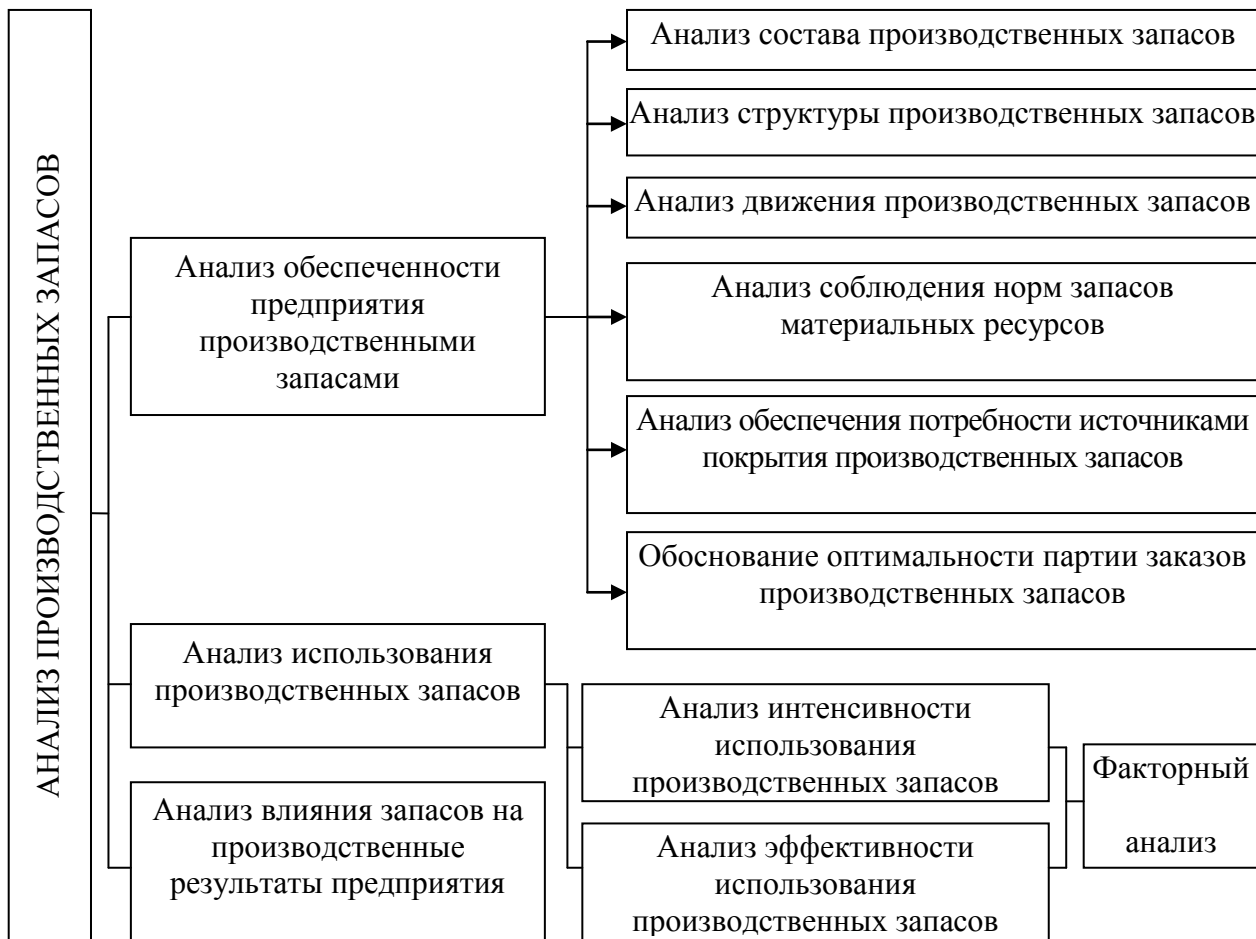 АНАЛИЗ ПРОИЗВОДСТВЕННЫХ ЗАПАСОВ
Анализ обеспеченности
предприятия
производственными
запасами
Анализ состава производственных запасов
Анализ структуры производственных запасов
Анализ движения производственных запасов
Анализ соблюдения норм запасов
материальных ресурсов
Анализ обеспечения потребности источниками
покрытия производственных запасов
Обоснование оптимальности партии заказов
производственных запасов
Анализ использования
производственных запасов
Анализ интенсивности
использования
производственных запасов
Анализ эффективности
использования
производственных запасов
Факторный
анализ
Анализ влияния запасов на
производственные
результаты предприятия